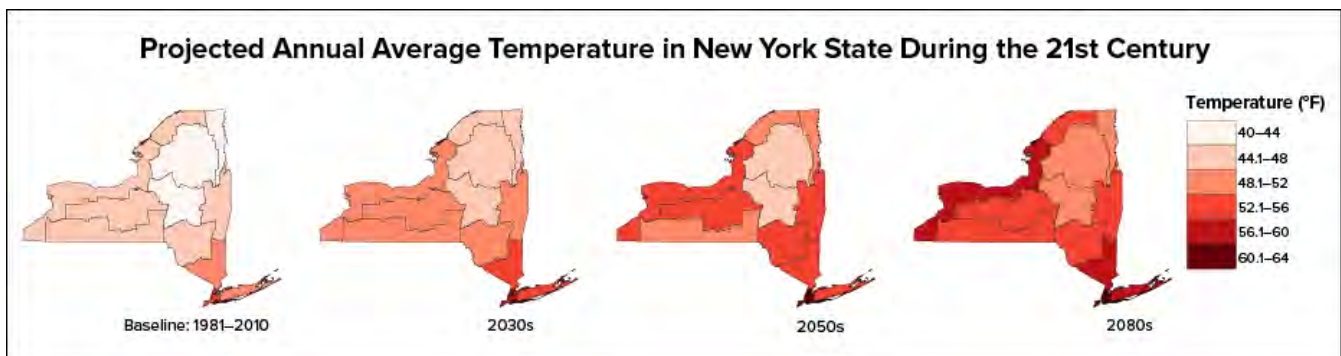 Projected Annual Average Temperature in New York State During the 21st Century
Temperature (°F)
40–44
44.1–48
48.1–52
52.1–56
56.1–60
60.1–64
Baseline: 1981–2010
2030s
2050s
2080s